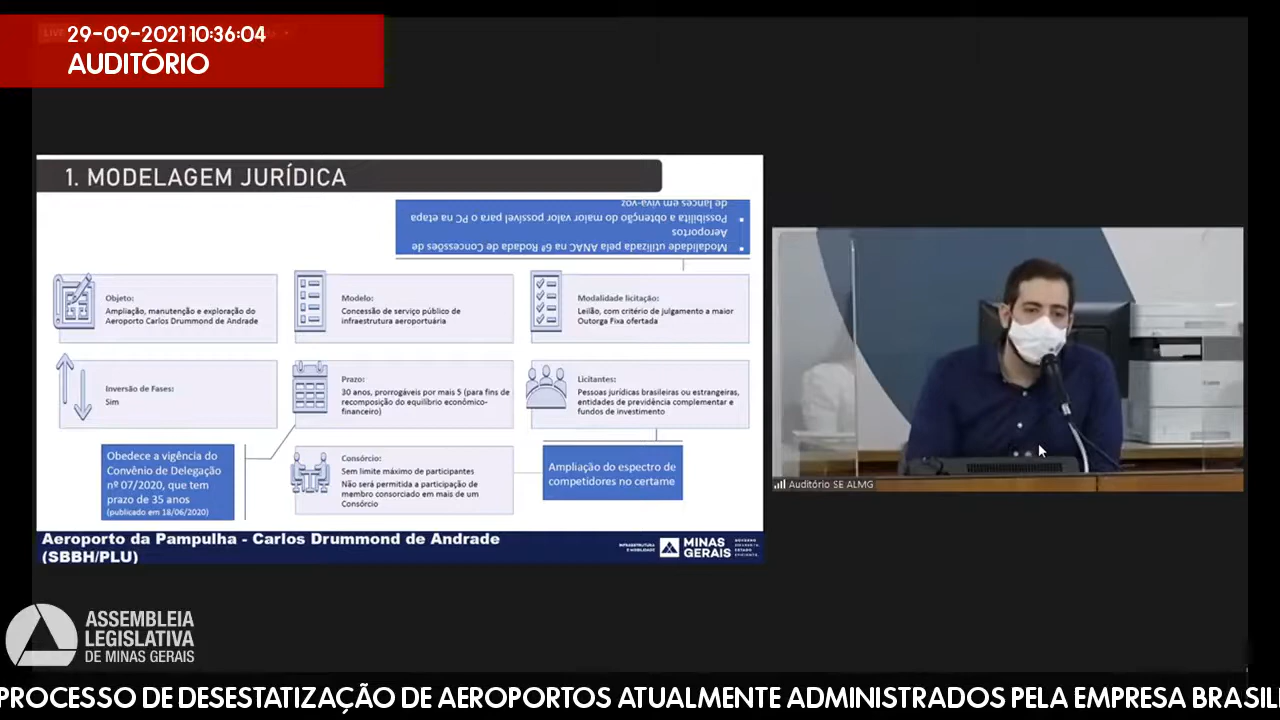 29-09-2021 10:36:04
AUDITÓRIO
1. MODELAGEM JURÍDICA
Modalidade utilizada pela ANAC na 6ª Rodada de Concessões de
Aeroportos
Possibilita a obtenção do maior valor possível para o PC na etapa
de lances em viva-voz
Objeto:
Ampliação, manutenção e exploração do
Aeroporto Carlos Drummond de Andrade
Modelo:
Concessão de serviço público de
infraestrutura aeroportuária
Modalidade licitação:
Leilão, com critério de julgamento a maior
Outorga Fixa ofertada
Inversão de Fases:
Sim
Prazo:
30 anos, prorrogáveis por mais 5 (para fins de
recomposição do equilíbrio econômico-
financeiro)
Licitantes:
Pessoas jurídicas brasileiras ou estrangeiras,
entidades de previdência complementar e
fundos de investimento
Obedece a vigência do
Convênio de Delegação
nº 07/2020, que tem
prazo de 35 anos
(publicado em 18/06/2020)
Consórcio:
Sem limite máximo de participantes
Não será permitida a participação de
membro consorciado em mais de um
Consórcio
Ampliação do espectro de
competidores no certame
Aeroporto da Pampulha - Carlos Drummond de Andrade
(SBBH/PLU)
INFRAESTRUTURA
E MOBILIDADE
MINAS
GERAIS
Auditório SE ALMG
Canon
ASSEMBLEIA
LEGISLATIVA
DE MINAS GERAIS
PROCESSO DE DESESTATIZAÇÃO DE AEROPORTOS ATUALMENTE ADMINISTRADOS PELA EMPRESA BRASIL